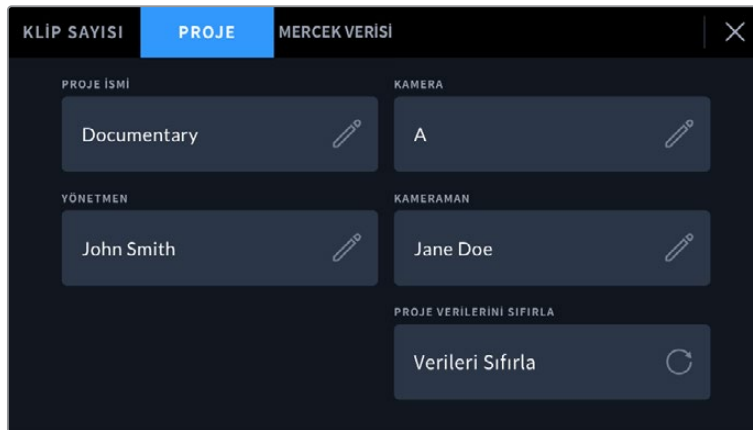 KLİP SAYISI PROJE MERCEK VERİSİ
PROJE İSMİ KAMERA
Documentary A
YÖNETMEN KAMERAMAN
John Smith Jane Doe
PROJE VERİLERİNİ SIFIRLA
Verileri Sıfırla